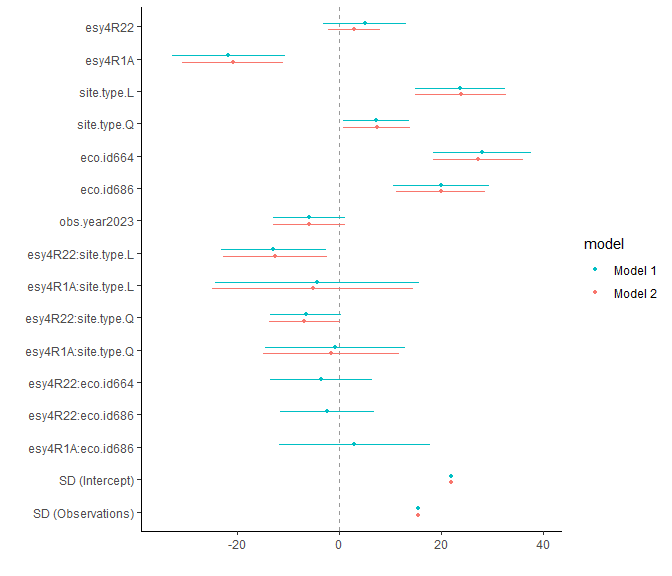 esy4R22
esy4R1A
site.type.L
site.type.Q
eco.id664
eco.id686
obs.year2023
esy4R22:site.type.L
esy4R1A:site.type.L
esy4R22:site.type.Q
esy4R1A:site.type.Q
esy4R22:eco.id664
esy4R22:eco.id686
esy4R1A:eco.id686
SD (Intercept)
SD (Observations)
-20 0 20 40
model
Model 1
Model 2